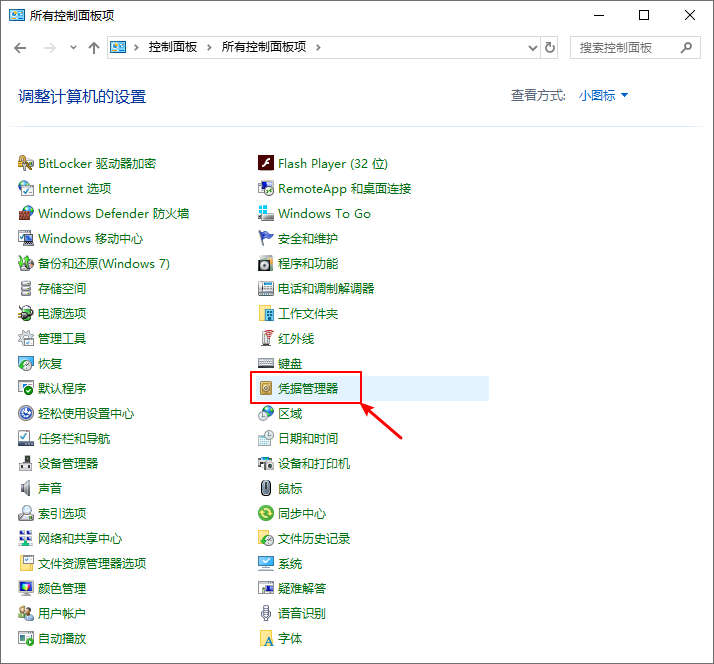 所有控制面板项
控制面板 所有控制面板项
搜索控制面板
调整计算机的设置
查看方式: 小图标
BitLocker 驱动器加密
Internet 选项
Windows Defender 防火墙
Windows 移动中心
备份和还原(Windows 7)
存储空间
电源选项
管理工具
恢复
默认程序
轻松使用设置中心
任务栏和导航
设备管理器
声音
索引选项
网络和共享中心
文件资源管理器选项
颜色管理
用户帐户
自动播放
Flash Player (32 位)
RemoteApp 和桌面连接
Windows To Go
安全和维护
程序和功能
电话和调制解调器
工作文件夹
红外线
键盘
凭据管理器
区域
日期和时间
设备和打印机
鼠标
同步中心
文件历史记录
系统
疑难解答
语音识别
字体